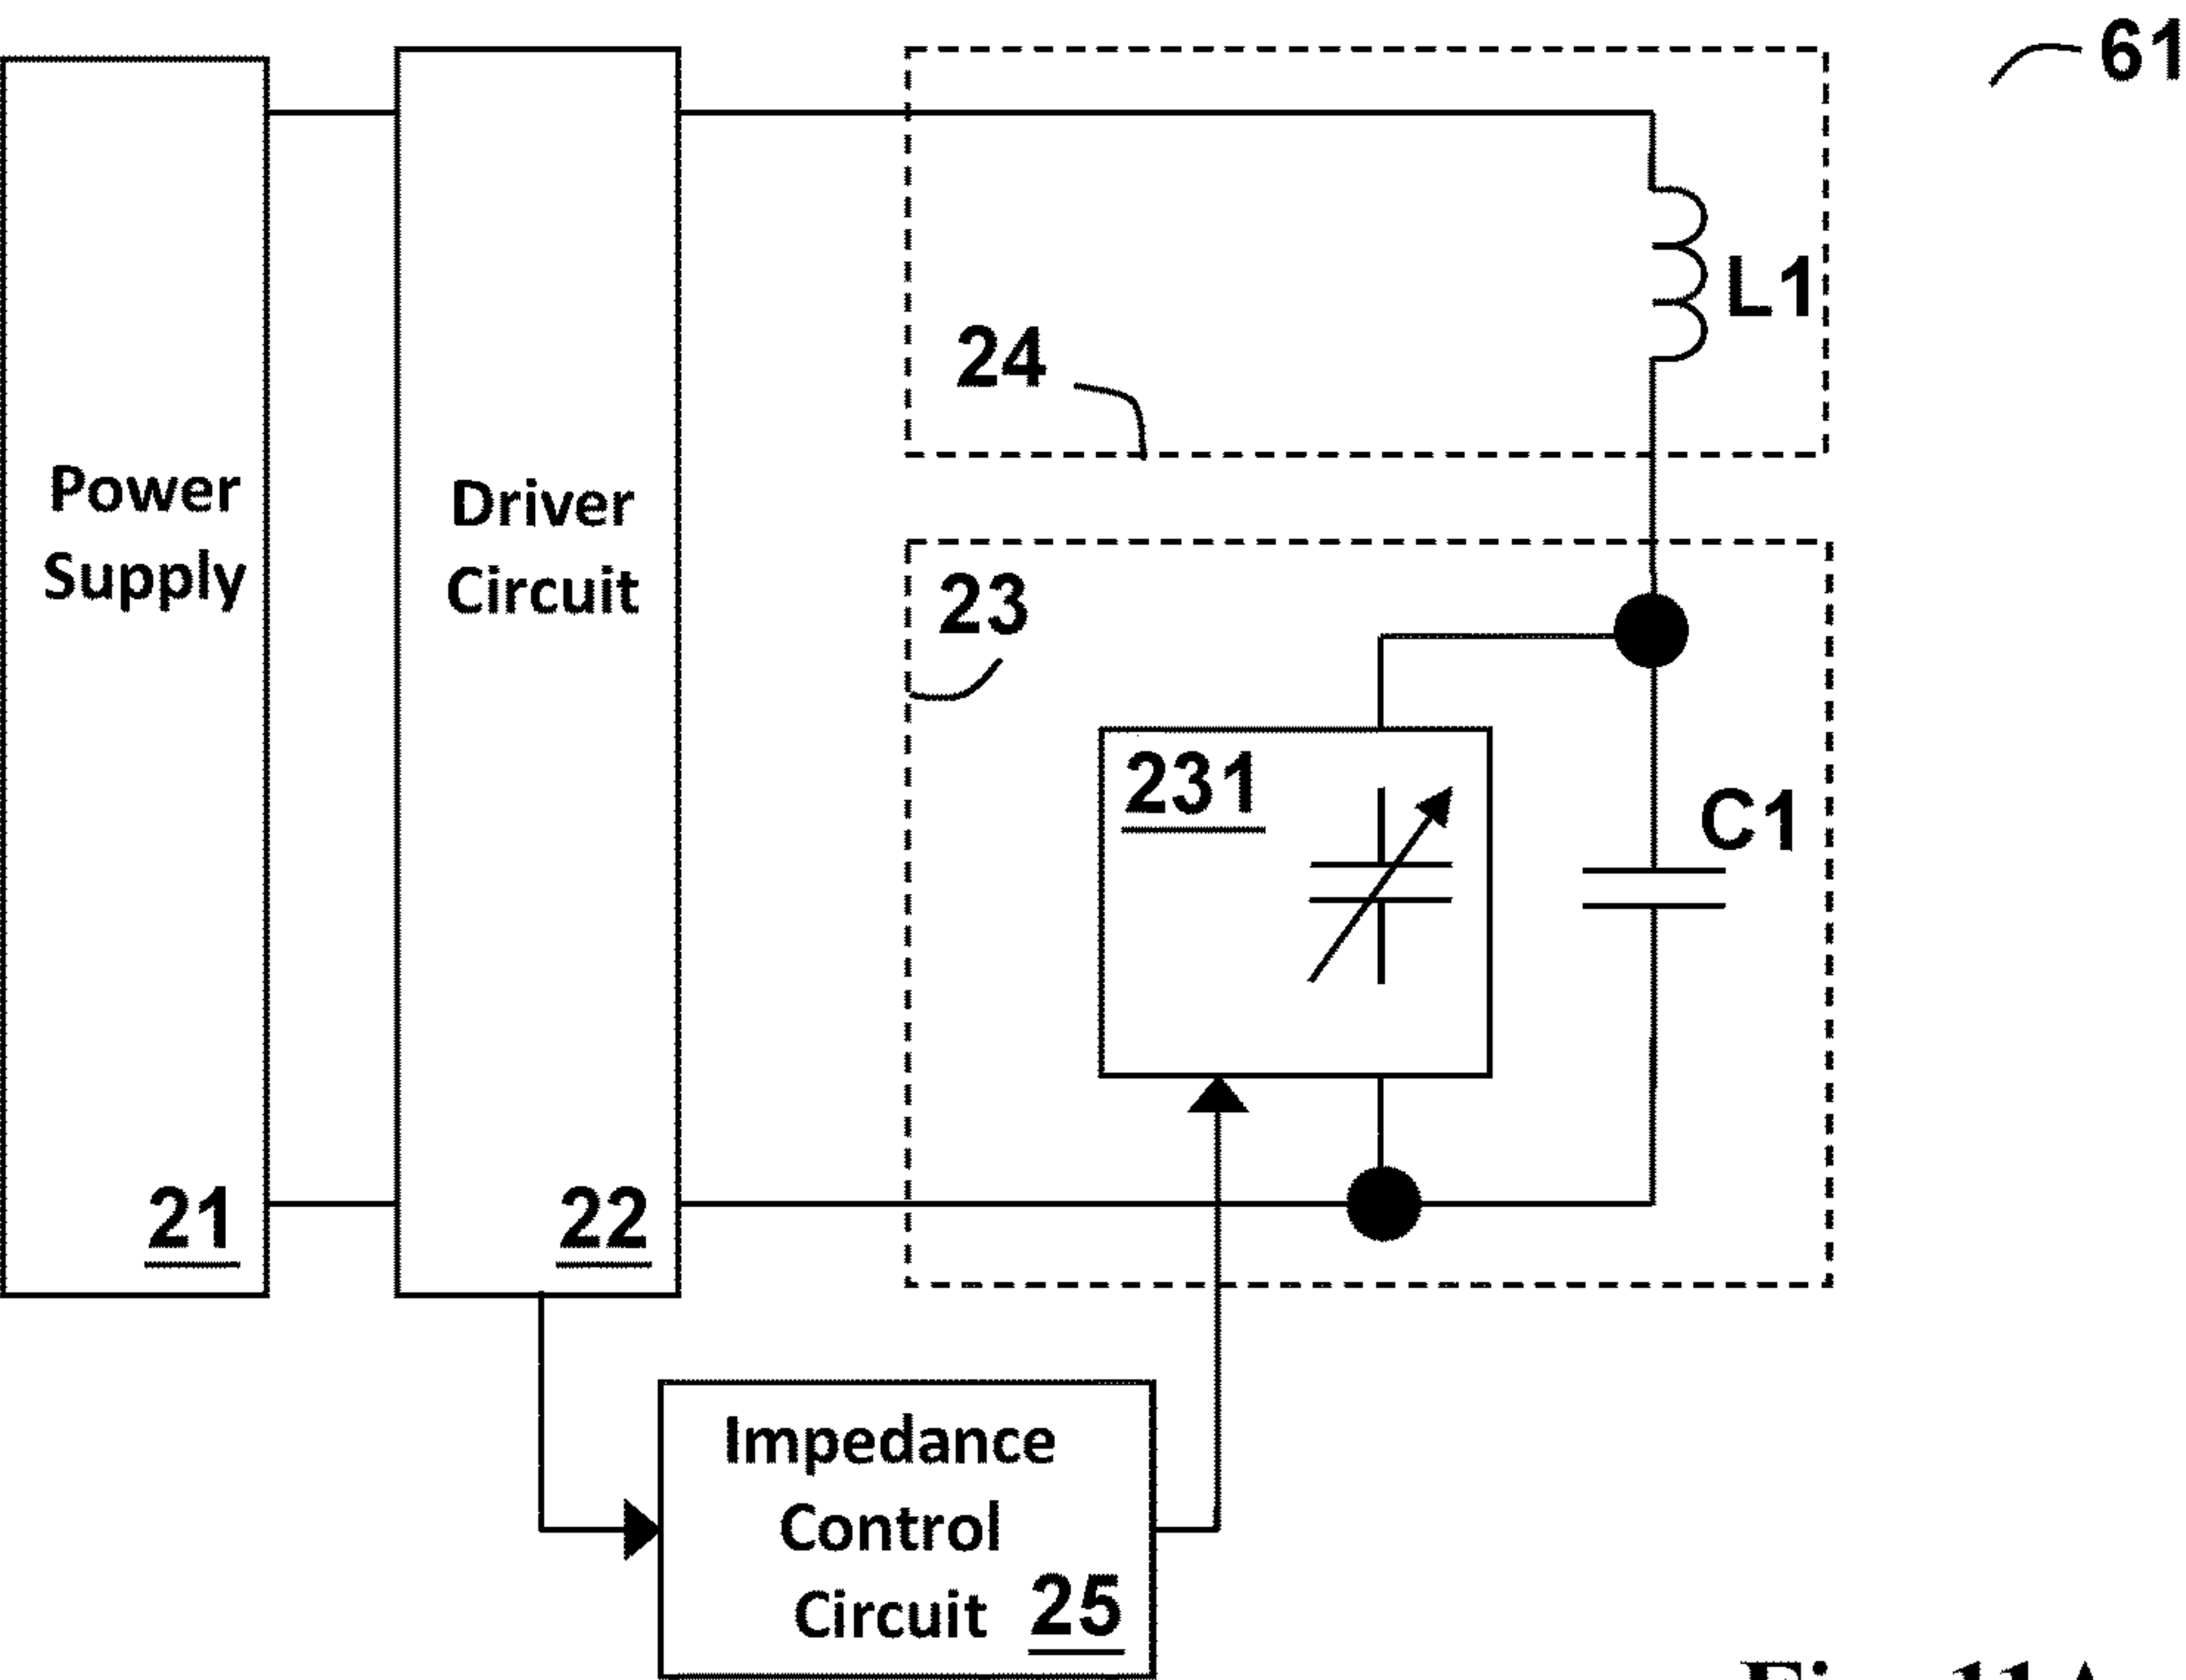 61
L1
24
Power
Supply
Driver
Circuit
23
231
C1
21
22
Impedance
Control
Circuit 25